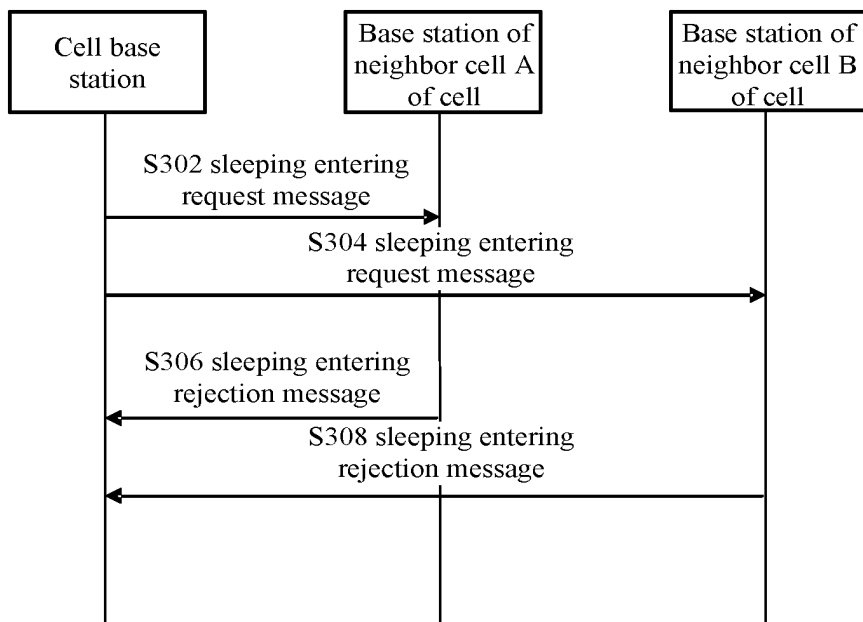 Cell base
station
Base station of
neighbor cell A
of cell
Base station of
neighbor cell B
of cell
S302 sleeping entering
request message
S304 sleeping entering
request message
S306 sleeping entering
rejection message
S308 sleeping entering
rejection message